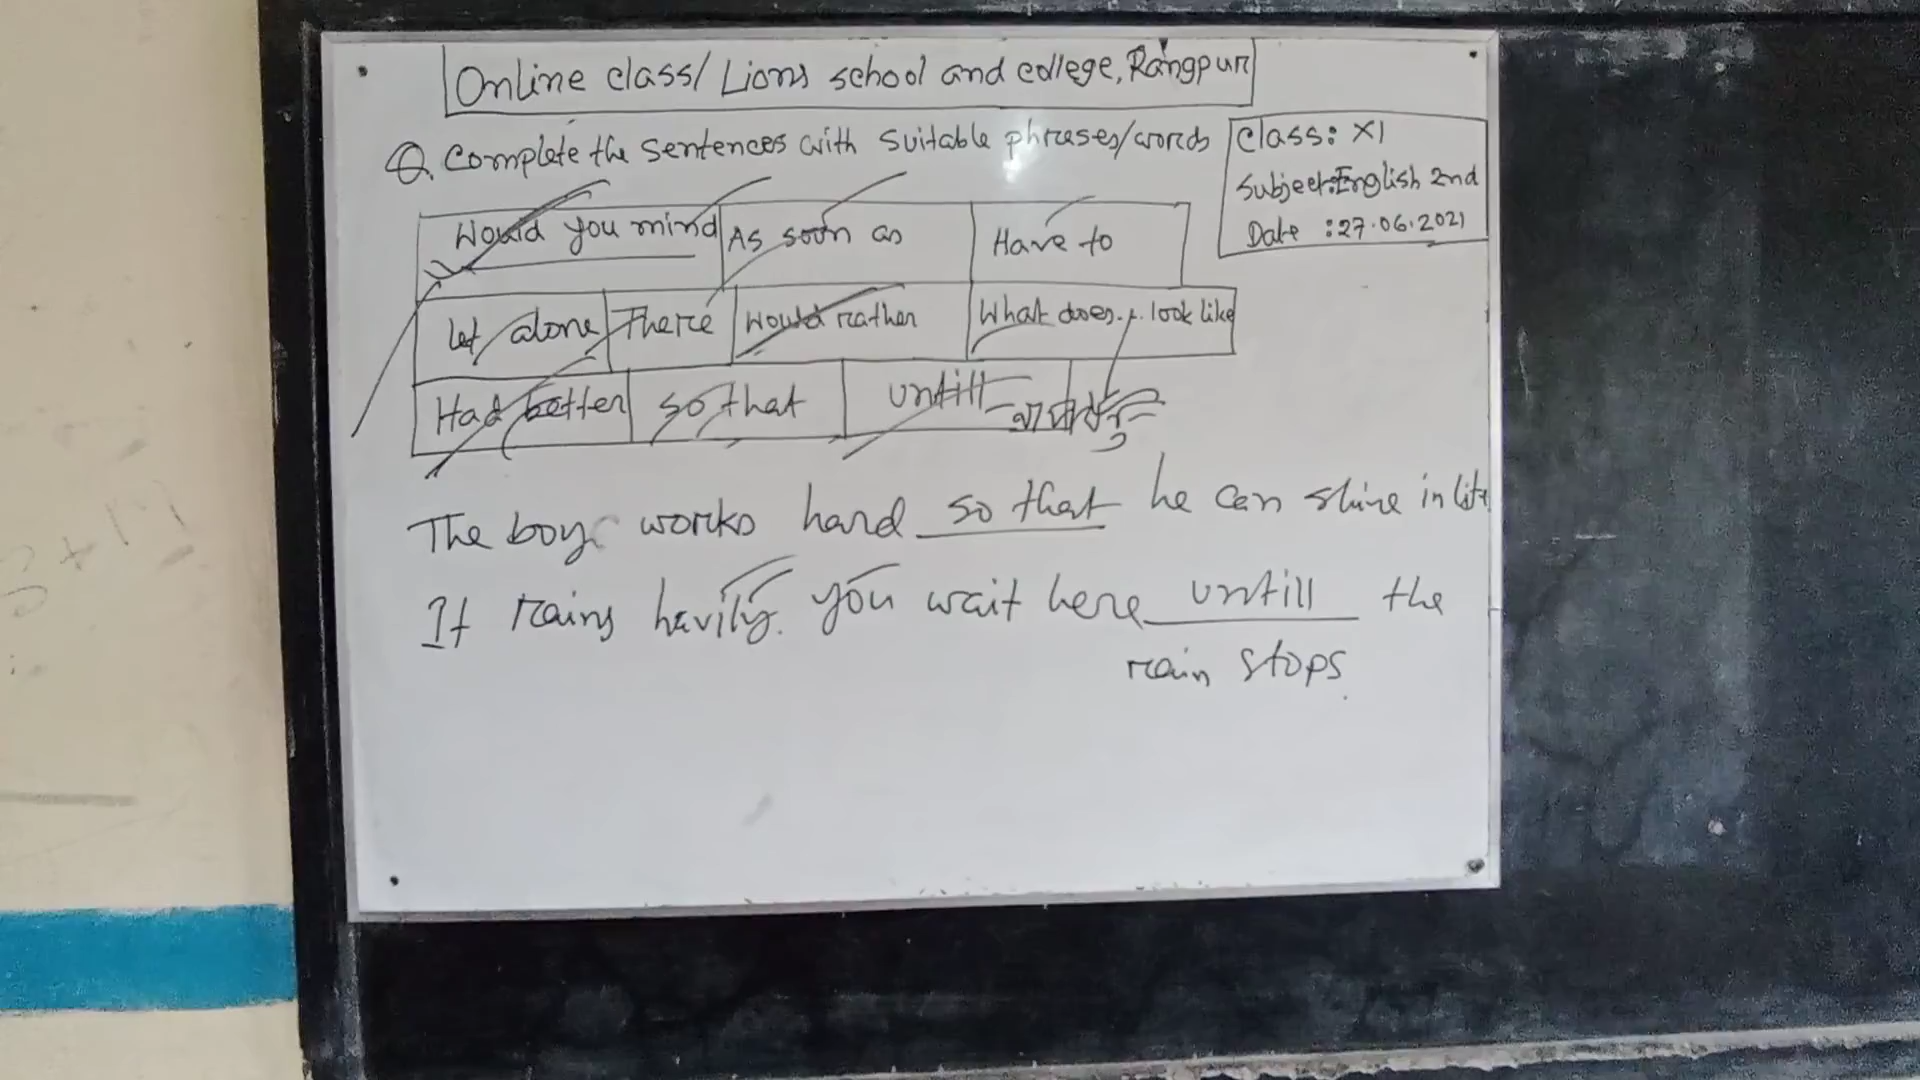 Online class/ Lions school and college, Rangpur
Q. Complete the sentences with suitable phrases/words
Class: XI
Subject: English 2nd
Date : 27.06.2021
Would you mind As soon as Have to
Let alone There Would rather What does... look like
Had better so that untill
The boy works hard so that he can shine in life
If rains havily. you wait here untill the
rain stops.